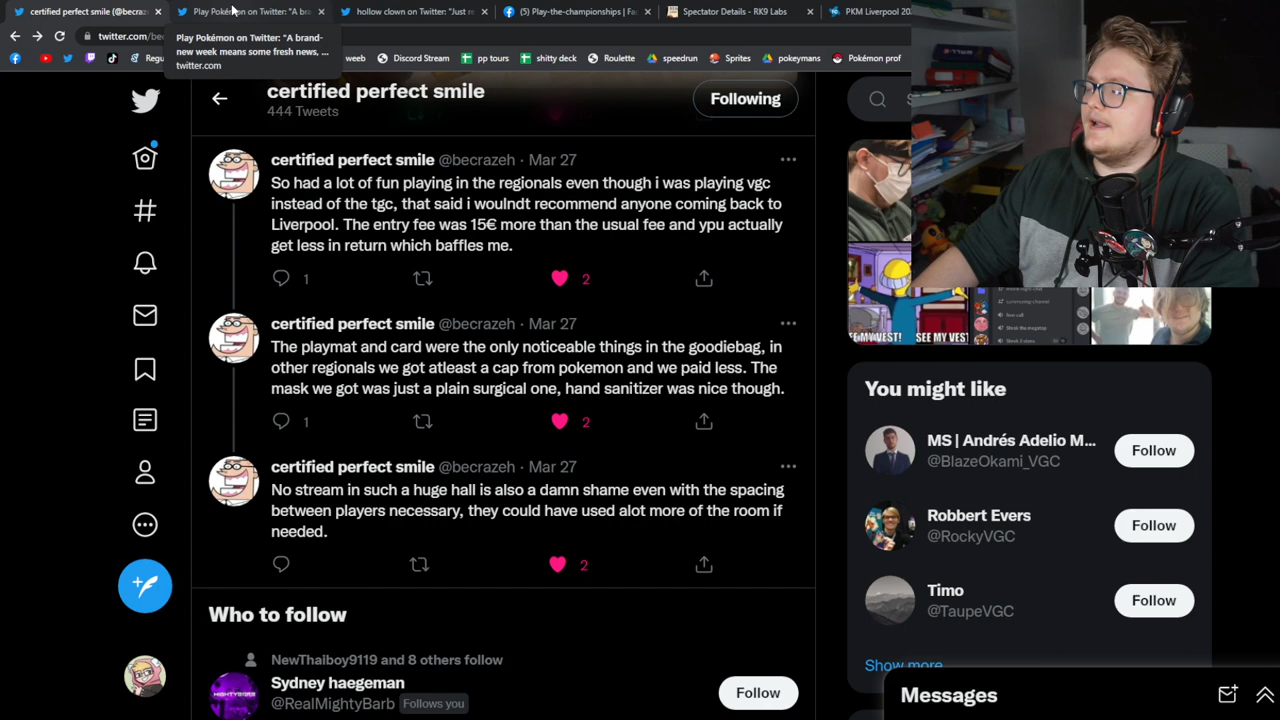 certified perfect smile (@becraz
Play Pokémon on Twitter: "A bra
hollow clown on Twitter: "Just re
(5) Play-the-championships | Fa
Spectator Details - RK9 Labs
PKM Liverpool 202
twitter.com/bec
Play Pokémon on Twitter: "A brand-
new week means some fresh news, ...
twitter.com
Regu
weeb
Discord Stream
pp tours
shitty deck
Roulette
speedrun
Sprites
pokeymans
Pokémon prof
certified perfect smile
444 Tweets
Following
certified perfect smile @becrazeh · Mar 27
So had a lot of fun playing in the regionals even though i was playing vgc
instead of the tgc, that said i woulndt recommend anyone coming back to
Liverpool. The entry fee was 15€ more than the usual fee and ypu actually
get less in return which baffles me.
1
2
certified perfect smile @becrazeh · Mar 27
The playmat and card were the only noticeable things in the goodiebag, in
other regionals we got atleast a cap from pokemon and we paid less. The
mask we got was just a plain surgical one, hand sanitizer was nice though.
1
2
certified perfect smile @becrazeh · Mar 27
No stream in such a huge hall is also a damn shame even with the spacing
between players necessary, they could have used alot more of the room if
needed.
2
Who to follow
NewThaiboy9119 and 8 others follow
Sydney haegeman
@RealMightyBarb Follows you
Follow
SEE MY VEST!
You might like
MS | Andrés Adelio M...
@BlazeOkami_VGC
Follow
Robbert Evers
@RockyVGC
Follow
Timo
@TaupeVGC
Follow
Show more
Messages